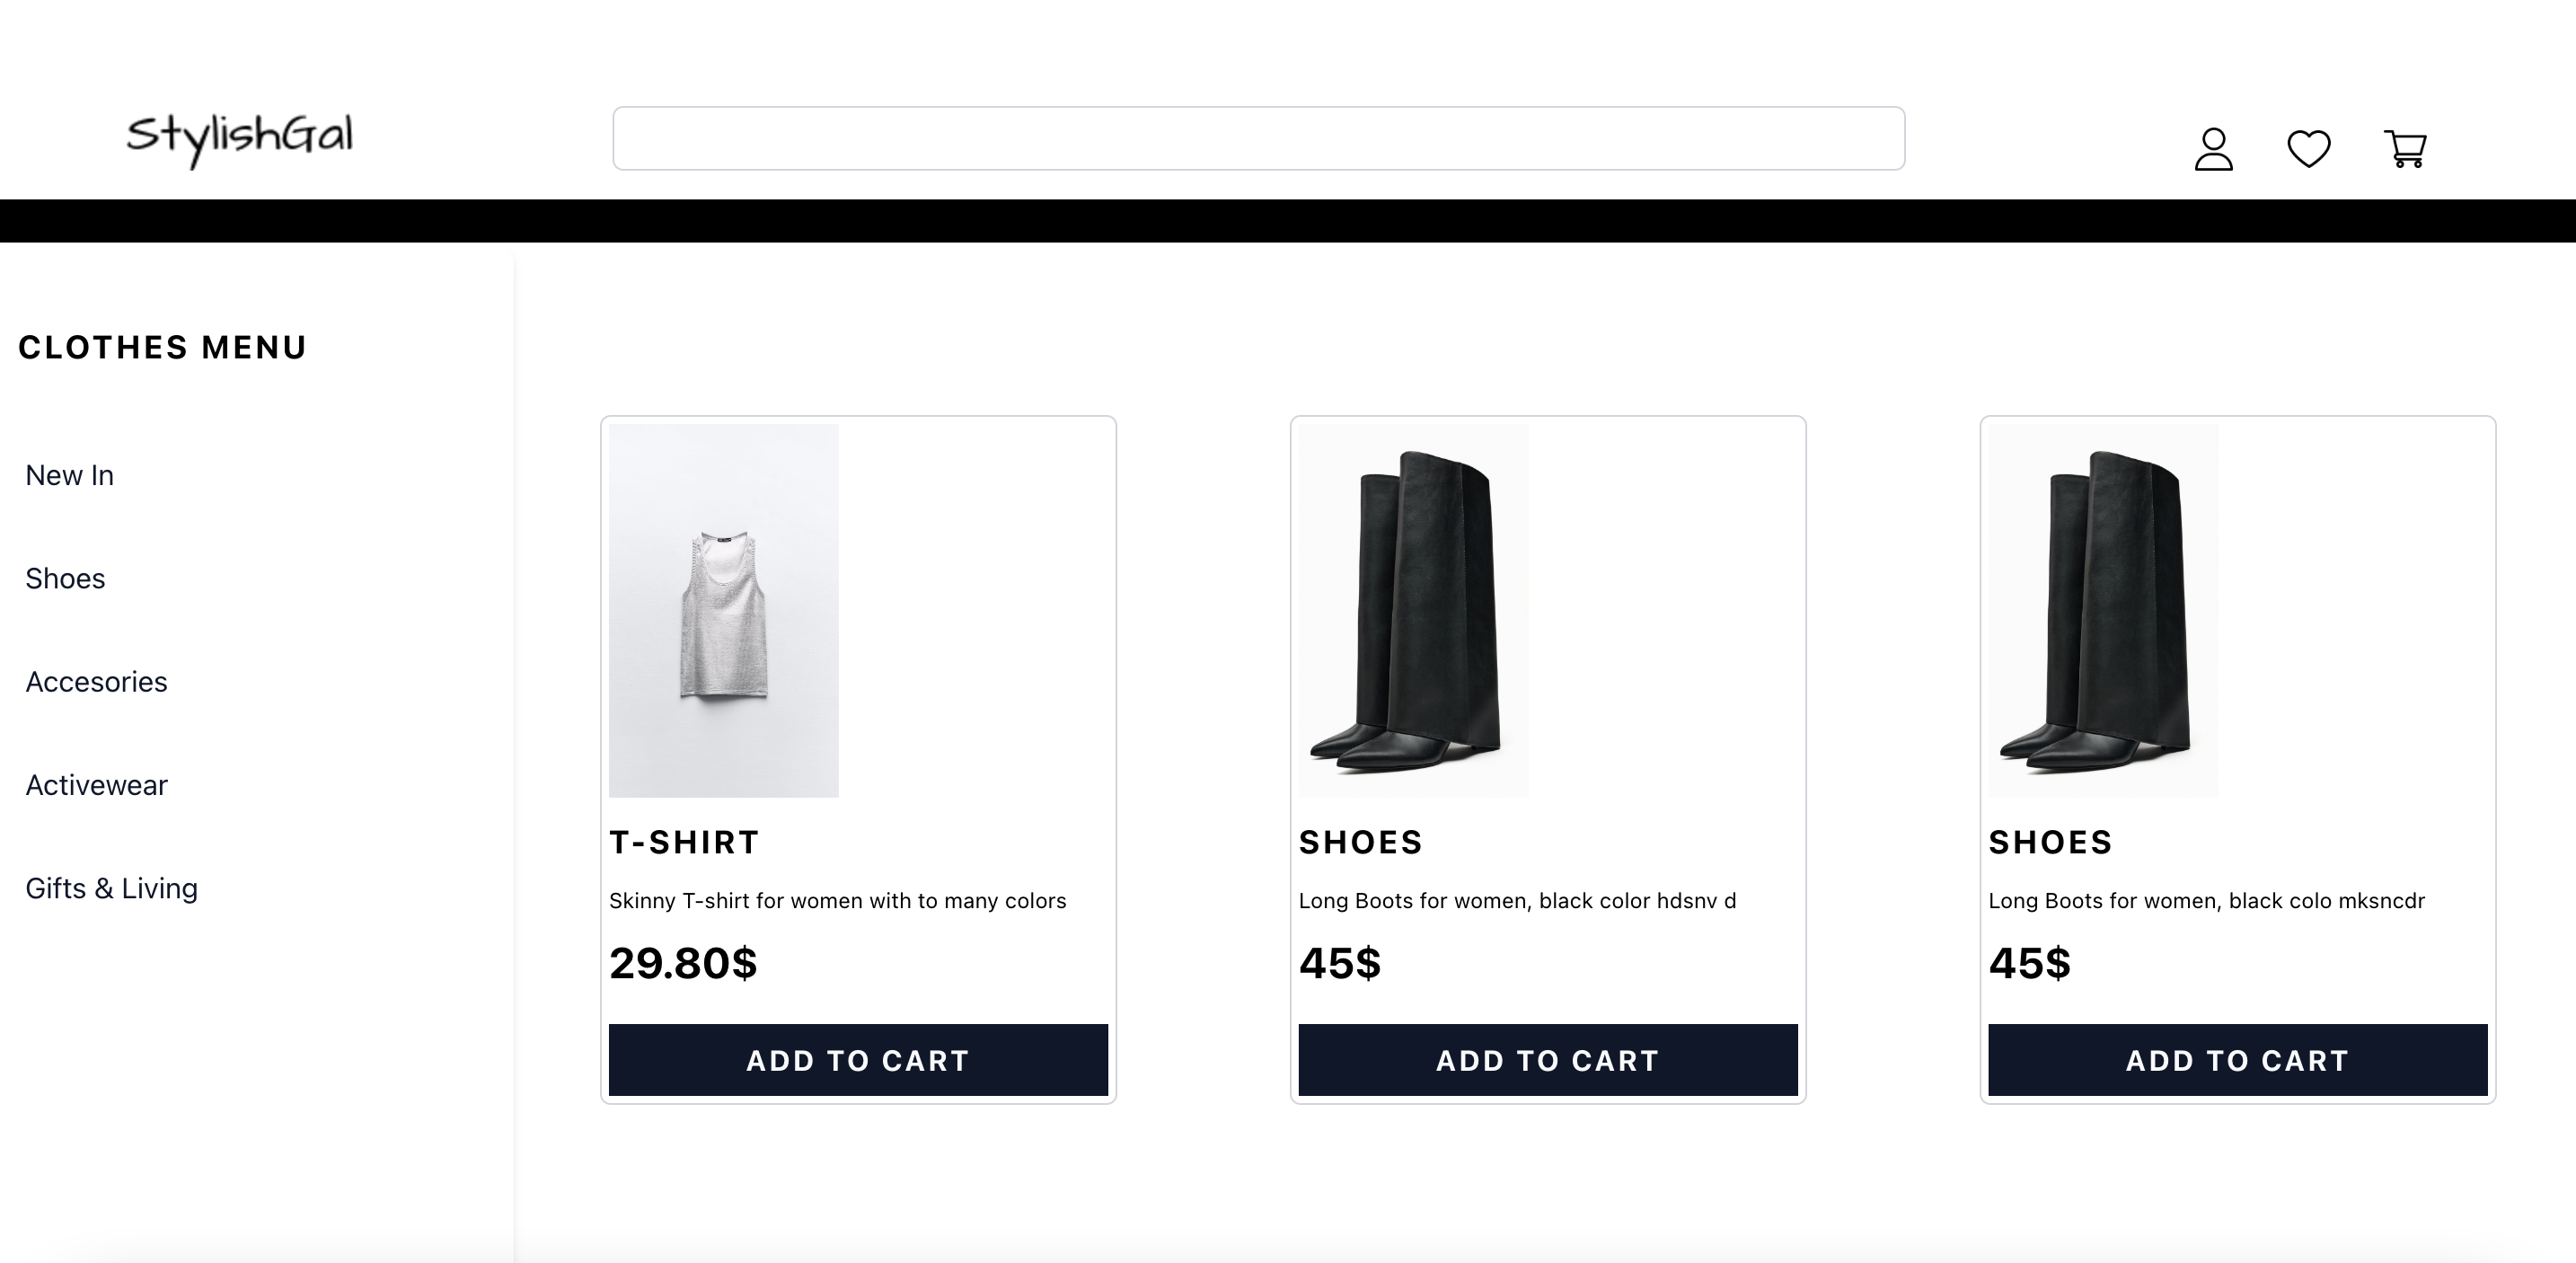 StylishGal
CLOTHES MENU
New In
Shoes
Accesories
Activewear
Gifts & Living
T-SHIRT
Skinny T-shirt for women with to many colors
29.80$
ADD TO CART
SHOES
Long Boots for women, black color hdsnv d
45$
ADD TO CART
SHOES
Long Boots for women, black colo mksncdr
45$
ADD TO CART